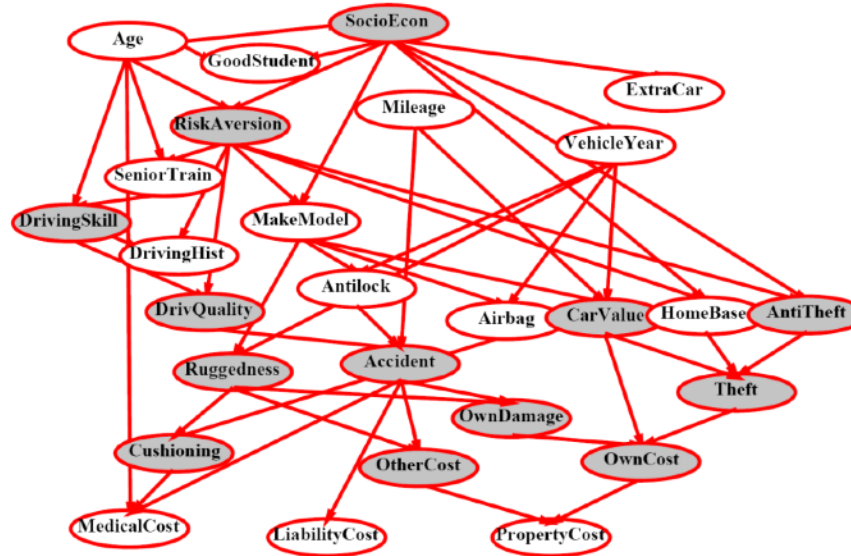 SocioEcon
Age
GoodStudent
ExtraCar
Mileage
RiskAversion
VehicleYear
SeniorTrain
DrivingSkill
MakeModel
DrivingHist
Antilock
DrivQuality
Airbag
CarValue
HomeBase
AntiTheft
Accident
Ruggedness
Theft
OwnDamage
Cushioning
OtherCost
OwnCost
MedicalCost
LiabilityCost
PropertyCost